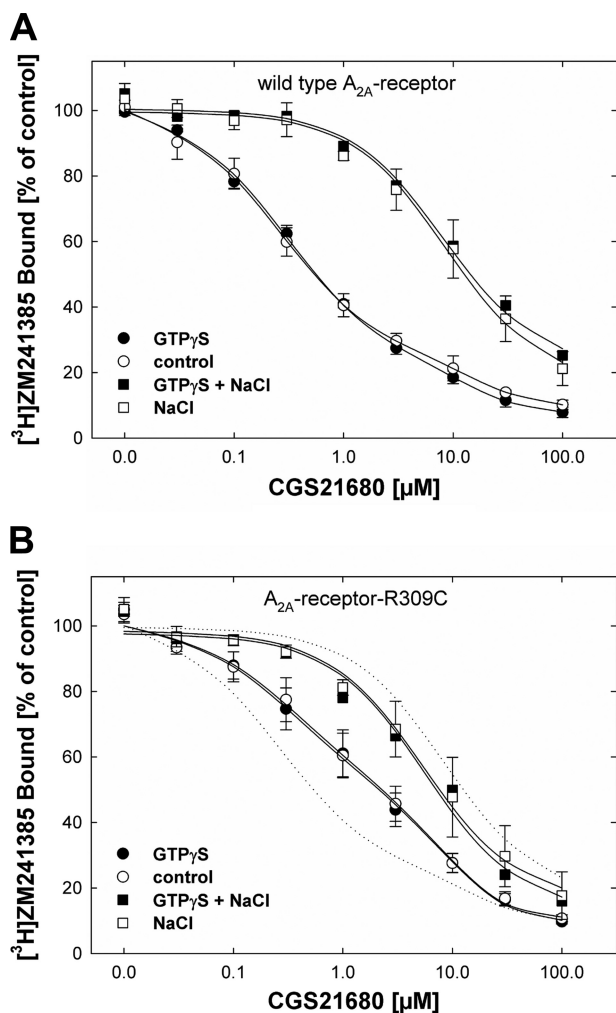 A
wild type A2A-receptor
[3H]ZM241385 Bound [% of control]
100
80
60
40
20
0
GTPγS
control
GTPγS + NaCl
NaCl
0.0 0.1 1.0 10.0 100.0
CGS21680 [µM]
B
A2A-receptor-R309C
[3H]ZM241385 Bound [% of control]
100
80
60
40
20
0
GTPγS
control
GTPγS + NaCl
NaCl
0.0 0.1 1.0 10.0 100.0
CGS21680 [µM]